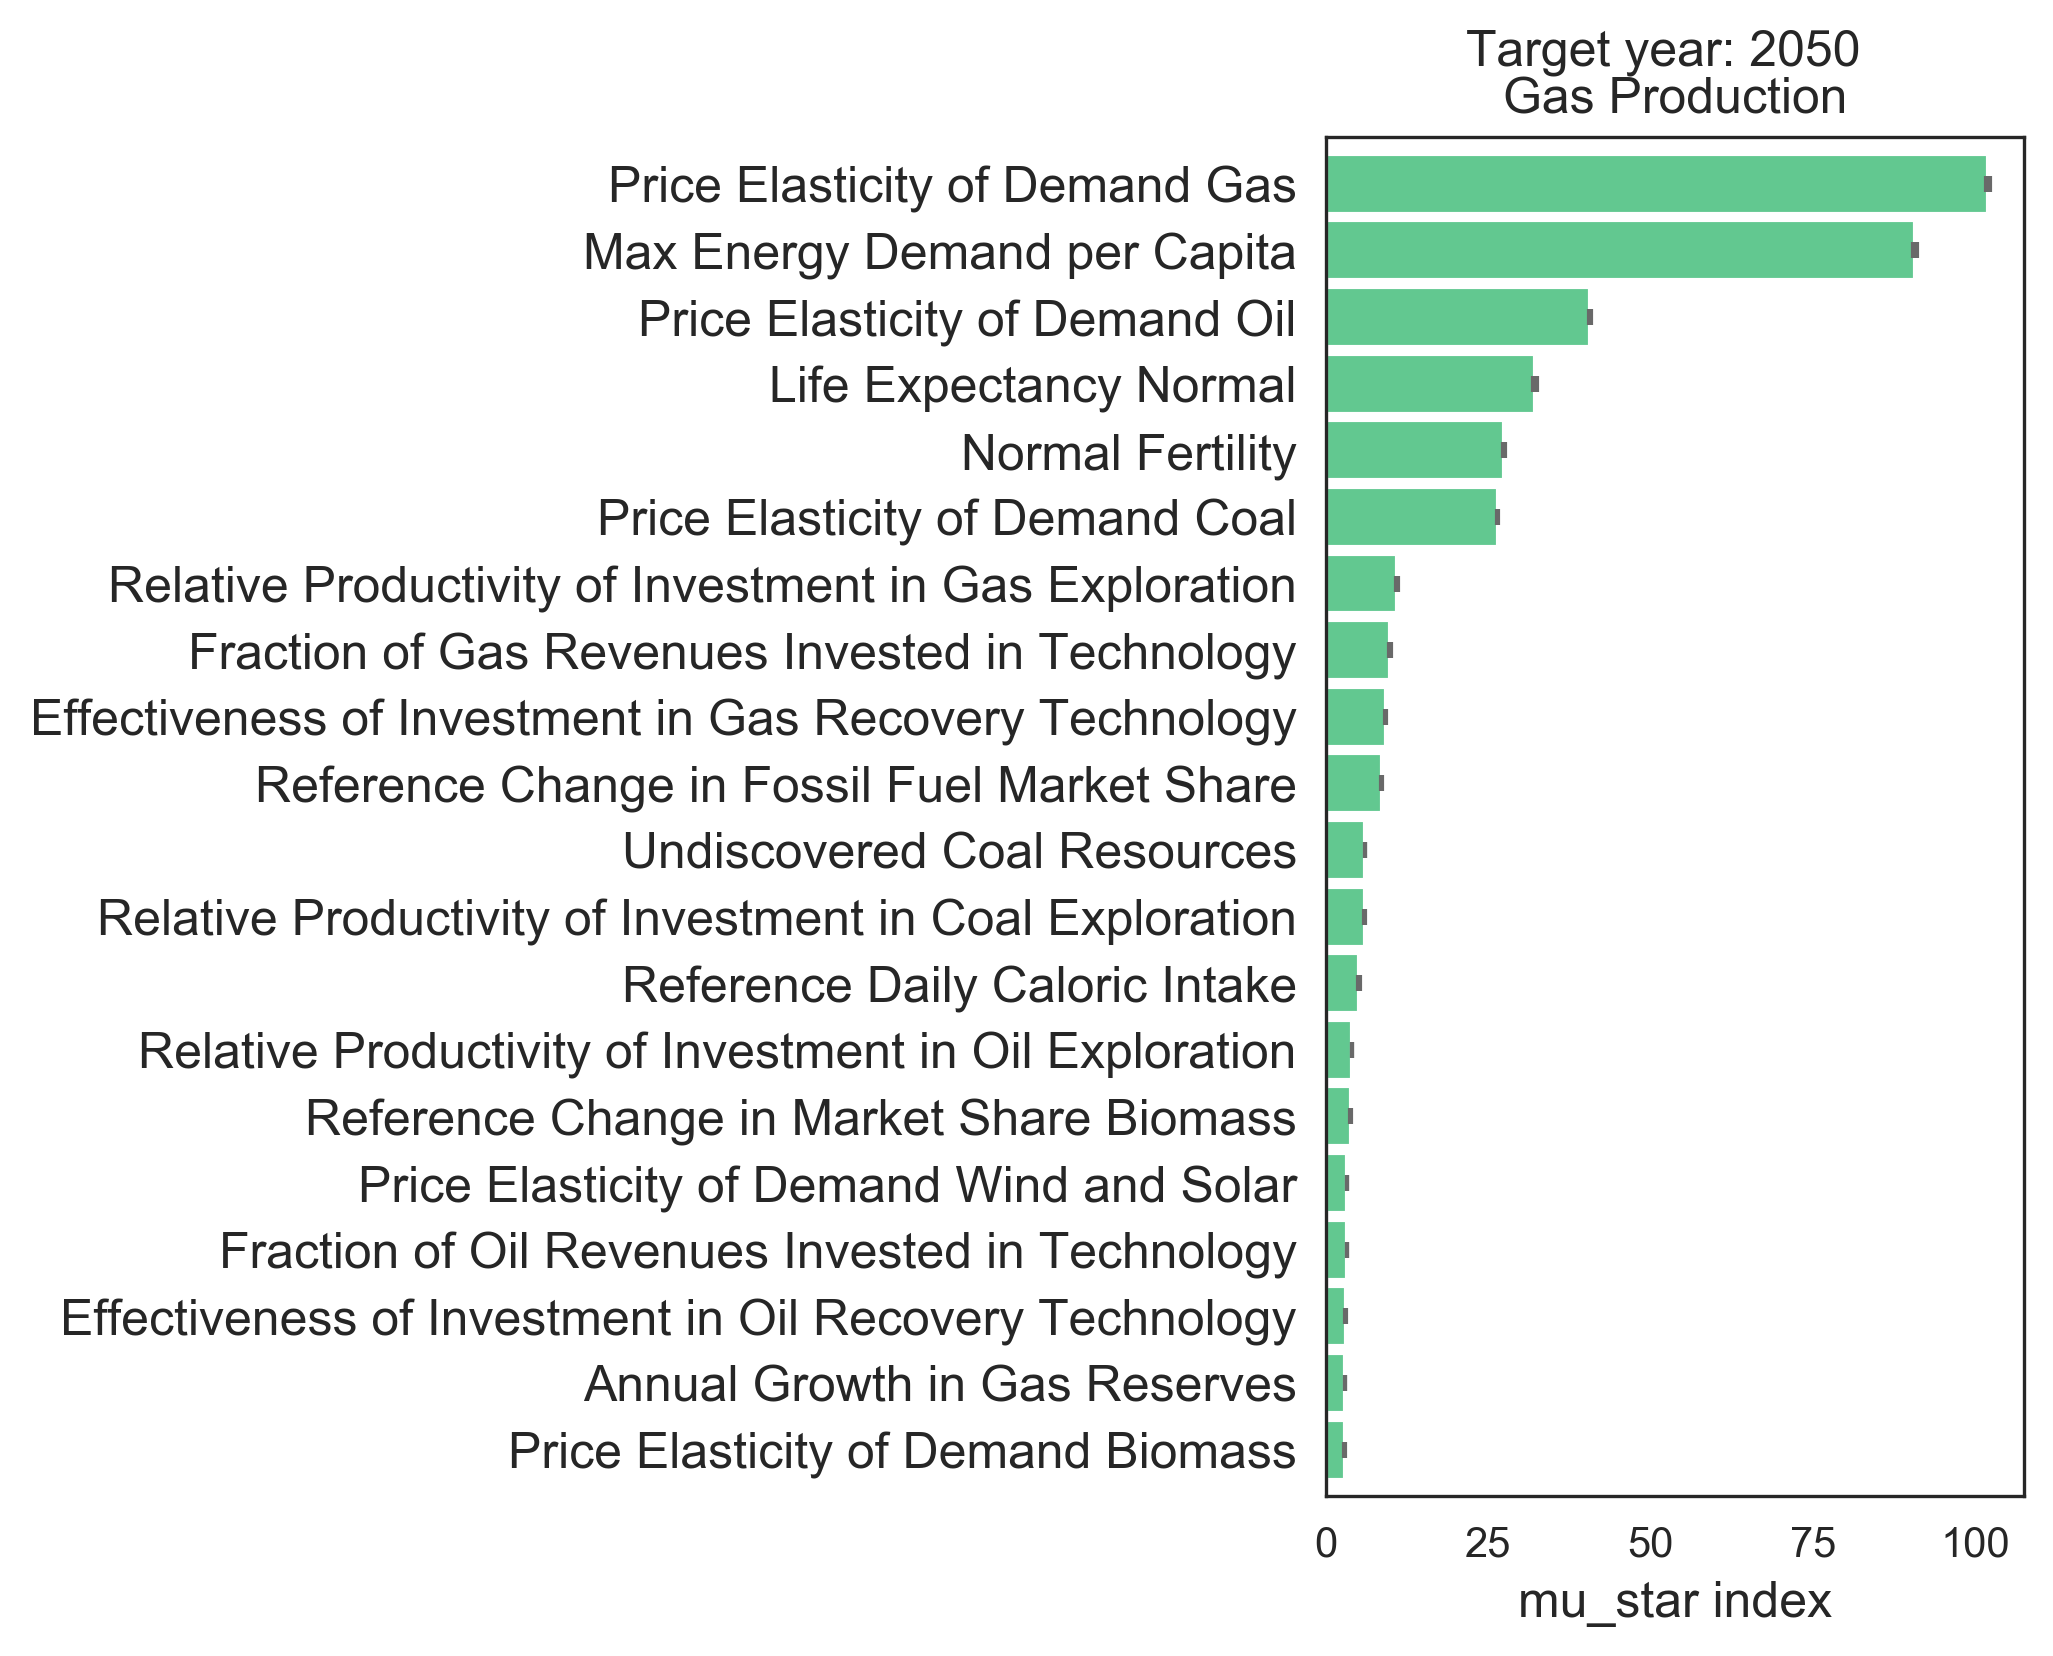 Target year: 2050
Gas Production
Price Elasticity of Demand Gas
Max Energy Demand per Capita
Price Elasticity of Demand Oil
Life Expectancy Normal
Normal Fertility
Price Elasticity of Demand Coal
Relative Productivity of Investment in Gas Exploration
Fraction of Gas Revenues Invested in Technology
Effectiveness of Investment in Gas Recovery Technology
Reference Change in Fossil Fuel Market Share
Undiscovered Coal Resources
Relative Productivity of Investment in Coal Exploration
Reference Daily Caloric Intake
Relative Productivity of Investment in Oil Exploration
Reference Change in Market Share Biomass
Price Elasticity of Demand Wind and Solar
Fraction of Oil Revenues Invested in Technology
Effectiveness of Investment in Oil Recovery Technology
Annual Growth in Gas Reserves
Price Elasticity of Demand Biomass
0 25 50 75 100
mu_star index